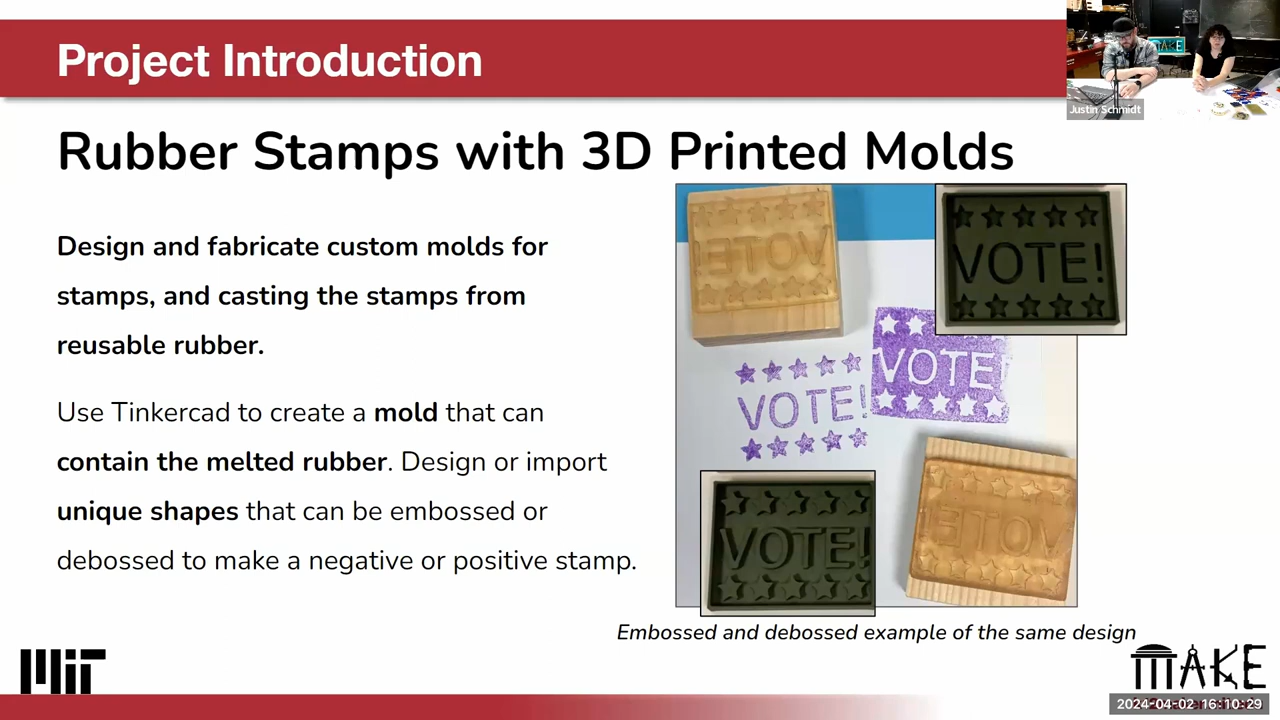 Project Introduction
MAKE
Justin Schmidt
Rubber Stamps with 3D Printed Molds
Design and fabricate custom molds for
stamps, and casting the stamps from
reusable rubber.
Use Tinkercad to create a mold that can
contain the melted rubber. Design or import
unique shapes that can be embossed or
debossed to make a negative or positive stamp.
VOTE!
VOTE!
VOTE!
VOTE!
VOTE!
VOTE!
Embossed and debossed example of the same design
MIT
MAKE
2024-04-02 16:10:29